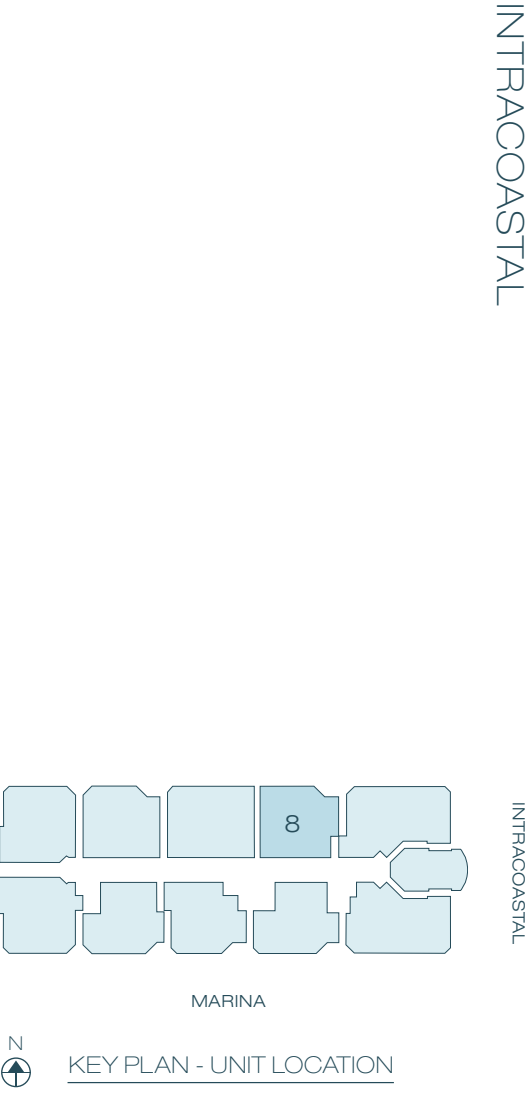 INTRACOASTAL
8
INTRACOASTAL
MARINA
N
KEY PLAN - UNIT LOCATION